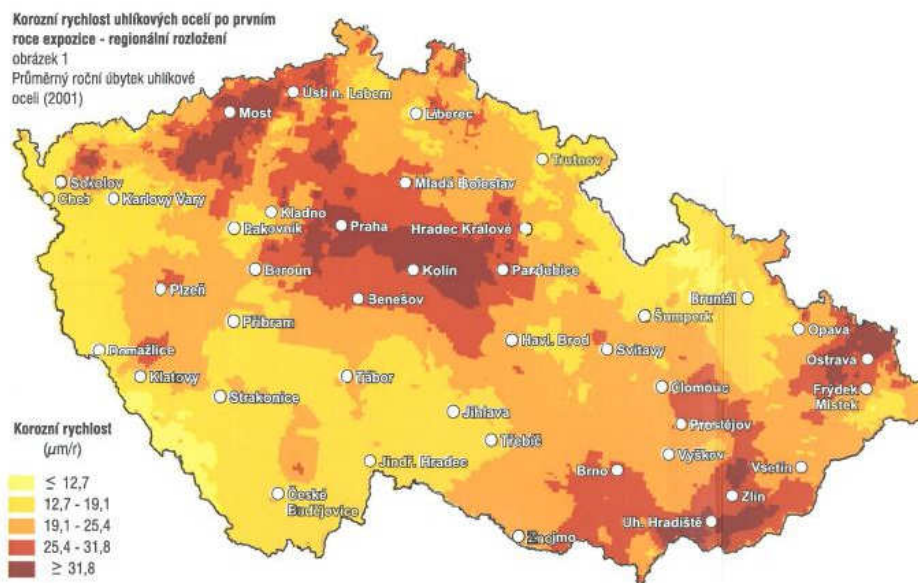 Korozní rychlost uhlíkových ocelí po prvním
roce expozice - regionální rozložení
obrázek 1
Průměrný roční úbytek uhlíkové
oceli (2001)
Ústí n. Labem
Most
Liberec
Trutnov
Sokolov
Mladá Boleslav
Cheb
Karlovy Vary
Kladno
Rakovník
Praha
Hradec Králové
Beroun
Kolín
Pardubice
Plzeň
Benešov
Bruntál
Příbram
Šumperk
Opava
Havl. Brod
Svitavy
Domažlice
Ostrava
Klatovy
Tábor
Olomouc
Frýdek
Místek
Strakonice
Jihlava
Prostějov
Třebíč
Vyškov
Jindř. Hradec
Brno
Vsetín
České
Budějovice
Zlín
Uh. Hradiště
Znojmo
Korozní rychlost
(µm/r)
≤ 12,7
12,7 - 19,1
19,1 - 25,4
25,4 - 31,8
≥ 31,8